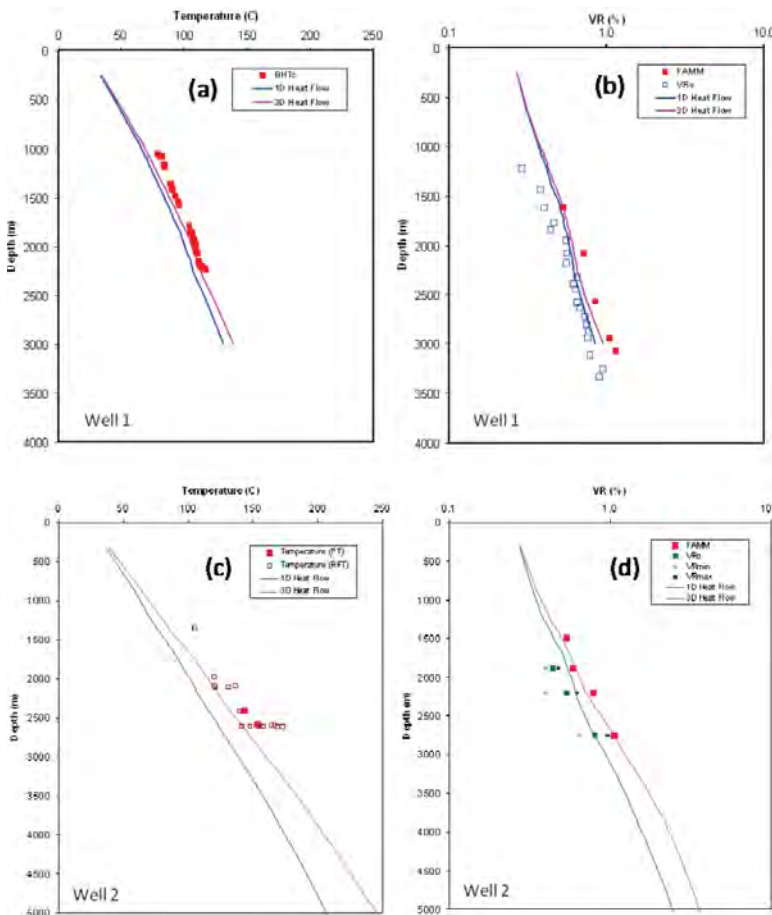 Temperature (C)
0 50 100 150 200 250
0
500
1000
1500
2000
2500
3000
3500
4000
Depth (m)
(a)
BHTc
1D Heat Flow
3D Heat Flow
Well 1
VR (%)
0.1 1.0 10.0
0
500
1000
1500
2000
2500
3000
3500
4000
Depth (m)
(b)
FAMM
VRo
1D Heat Flow
3D Heat Flow
Well 1
Temperature (C)
0 50 100 150 200 250
0
500
1000
1500
2000
2500
3000
3500
4000
4500
5000
Depth (m)
(c)
Temperature (PT)
Temperature (RFT)
1D Heat Flow
3D Heat Flow
Well 2
VR (%)
0.1 1.0
0
500
1000
1500
2000
2500
3000
3500
4000
4500
5000
Depth (m)
(d)
FAMM
VRo
VRmin
VRmax
1D Heat Flow
3D Heat Flow
Well 2